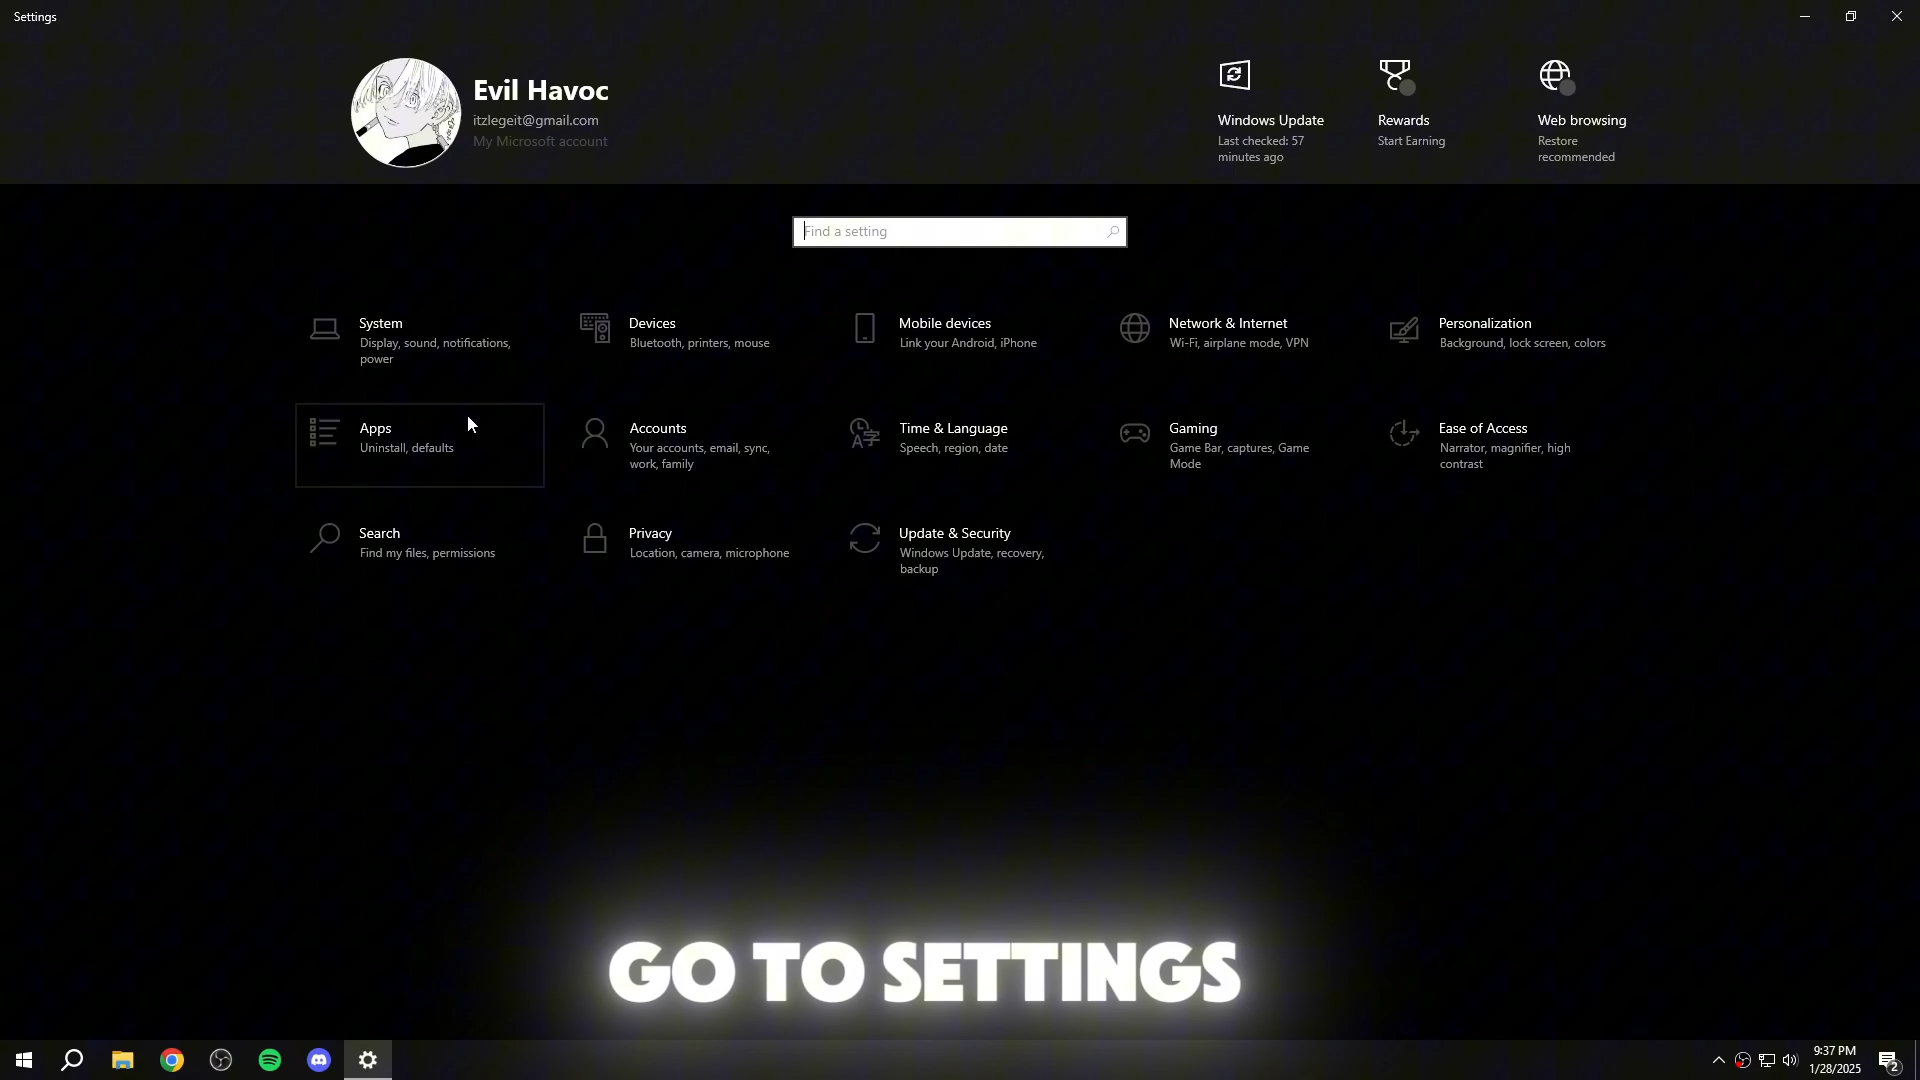 Settings
Evil Havoc
itzlegeit@gmail.com
My Microsoft account
Windows Update
Last checked: 57
minutes ago
Rewards
Start Earning
Web browsing
Restore
recommended
Find a setting
System
Display, sound, notifications,
power
Devices
Bluetooth, printers, mouse
Mobile devices
Link your Android, iPhone
Network & Internet
Wi-Fi, airplane mode, VPN
Personalization
Background, lock screen, colors
Apps
Uninstall, defaults
Accounts
Your accounts, email, sync,
work, family
Time & Language
Speech, region, date
Gaming
Game Bar, captures, Game
Mode
Ease of Access
Narrator, magnifier, high
contrast
Search
Find my files, permissions
Privacy
Location, camera, microphone
Update & Security
Windows Update, recovery,
backup
GO TO SETTINGS
9:37 PM
1/28/2025
2